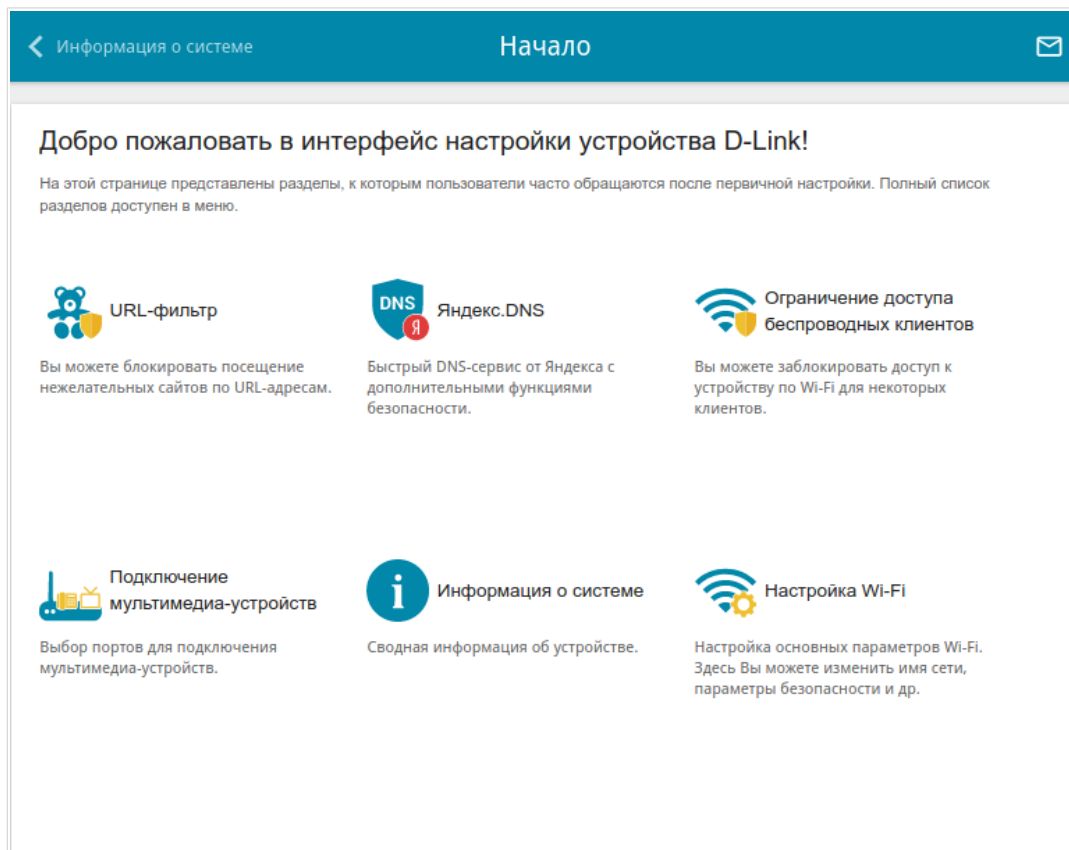 Информация о системе
Начало
Добро пожаловать в интерфейс настройки устройства D-Link!
На этой странице представлены разделы, к которым пользователи часто обращаются после первичной настройки. Полный список
разделов доступен в меню.
URL-фильтр
Вы можете блокировать посещение
нежелательных сайтов по URL-адресам.
DNS
Я
Яндекс.DNS
Быстрый DNS-сервис от Яндекса с
дополнительными функциями
безопасности.
Ограничение доступа
беспроводных клиентов
Вы можете заблокировать доступ к
устройству по Wi-Fi для некоторых
клиентов.
Подключение
мультимедиа-устройств
Выбор портов для подключения
мультимедиа-устройств.
i
Информация о системе
Сводная информация об устройстве.
Настройка Wi-Fi
Настройка основных параметров Wi-Fi.
Здесь Вы можете изменить имя сети,
параметры безопасности и др.